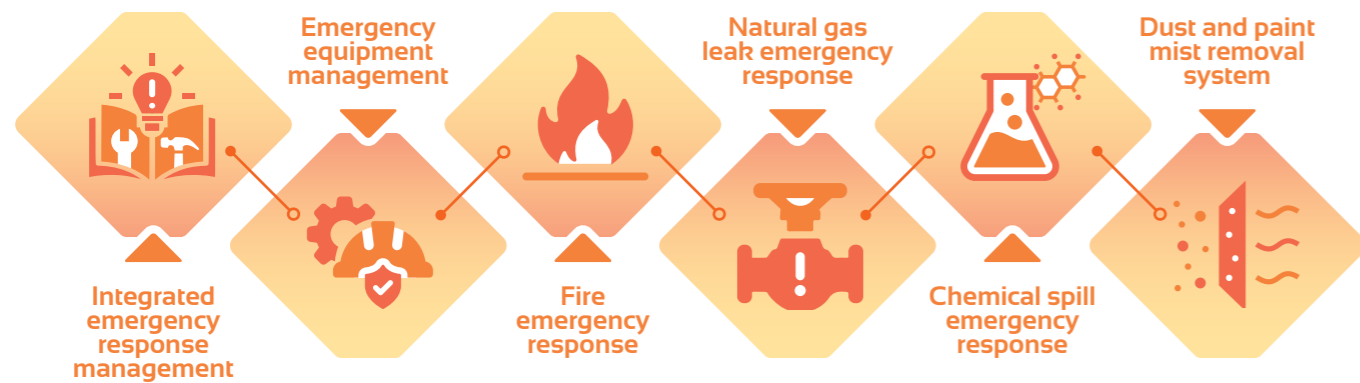 Integrated
emergency
response
management
Emergency
equipment
management
Fire
emergency
response
Natural gas
leak emergency
response
Chemical spill
emergency
response
Dust and paint
mist removal
system